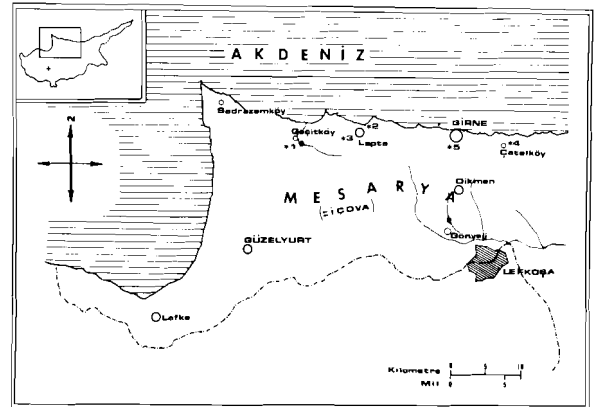 AKDENİZ
N
Sadrazamköy
Geçitköy
*1
*3
*2
Lapta
GİRNE
*5
*4
Çatalköy
MESARYA
(İÇOVA)
Dikmen
Gönyeli
GÜZELYURT
LEFKOŞA
Lefke
Kilometre 0 5 10
Mil 0 5